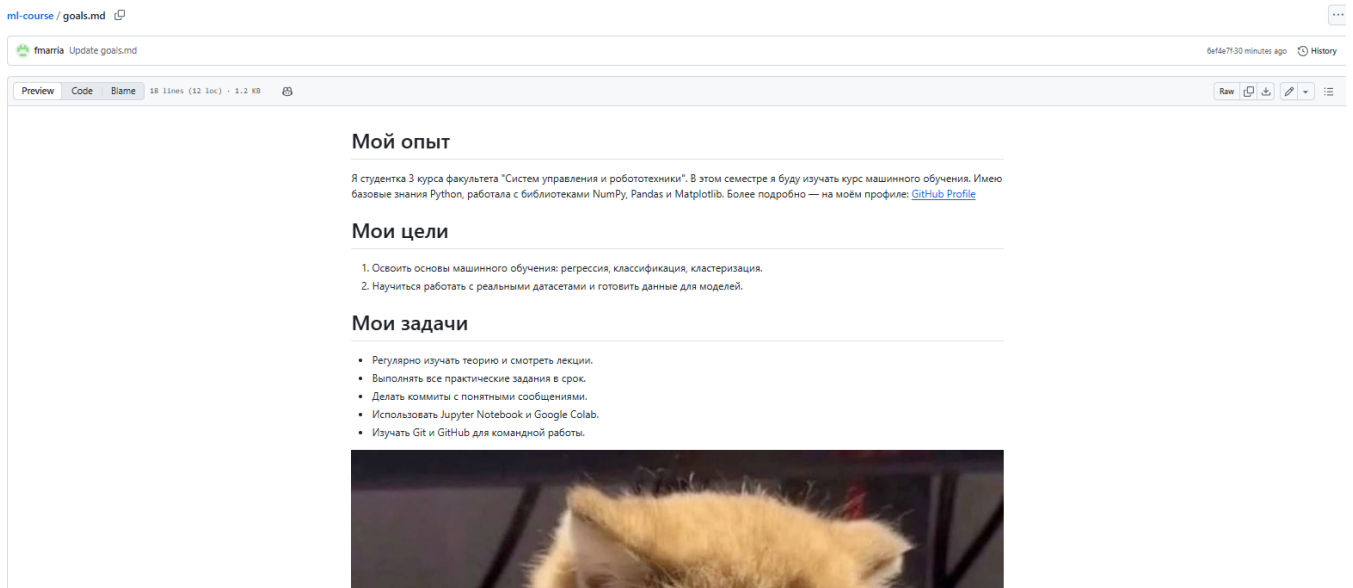 ml-course / goals.md
...
fmarria Update goals.md
6ef4e7f · 30 minutes ago History
Preview Code Blame 18 lines (12 loc) · 1.2 KB
Raw
Мой опыт
Я студентка 3 курса факультета "Систем управления и робототехники". В этом семестре я буду изучать курс машинного обучения. Имею
базовые знания Python, работала с библиотеками NumPy, Pandas и Matplotlib. Более подробно — на моём профиле: GitHub Profile
Мои цели
1. Освоить основы машинного обучения: регрессия, классификация, кластеризация.
2. Научиться работать с реальными датасетами и готовить данные для моделей.
Мои задачи
• Регулярно изучать теорию и смотреть лекции.
• Выполнять все практические задания в срок.
• Делать коммиты с понятными сообщениями.
• Использовать Jupyter Notebook и Google Colab.
• Изучать Git и GitHub для командной работы.